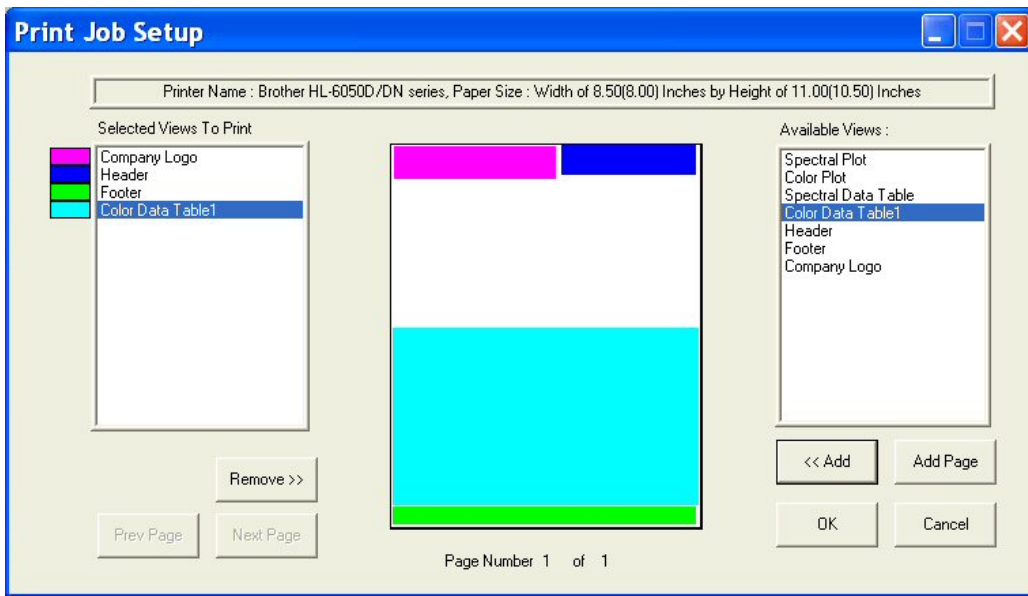 Print Job Setup
Printer Name : Brother HL-6050D/DN series, Paper Size : Width of 8.50(8.00) Inches by Height of 11.00(10.50) Inches
Selected Views To Print
Company Logo
Header
Footer
Color Data Table1
Available Views :
Spectral Plot
Color Plot
Spectral Data Table
Color Data Table1
Header
Footer
Company Logo
Remove >>
<< Add
Add Page
Prev Page
Next Page
OK
Cancel
Page Number 1 of 1